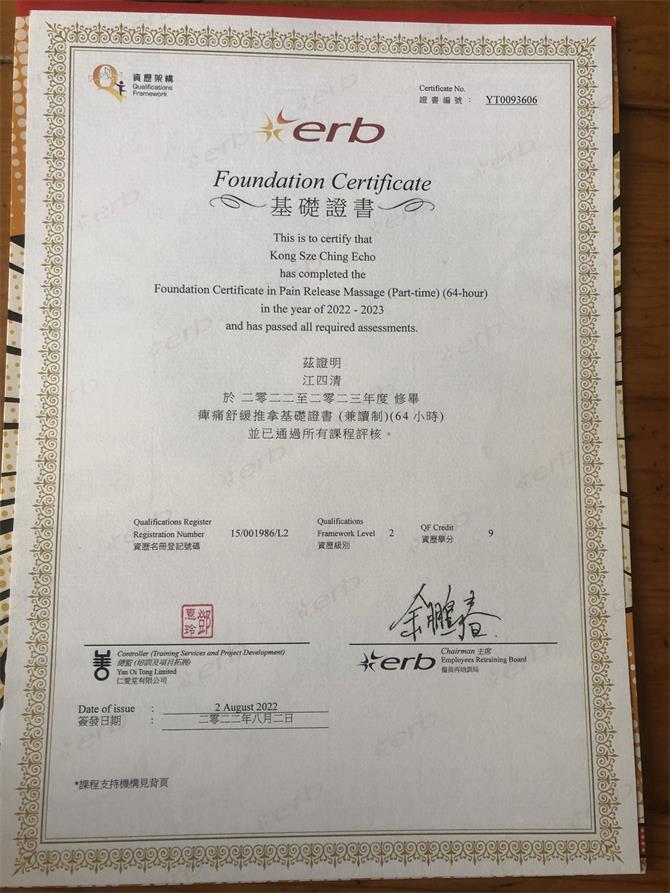 資歷架構
Qualifications
Framework
Certificate No.
證書編號 : YT0093606
erb
Foundation Certificate
基礎證書
This is to certify that
Kong Sze Ching Echo
has completed the
Foundation Certificate in Pain Release Massage (Part-time) (64-hour)
in the year of 2022 - 2023
and has passed all required assessments.
茲證明
江四清
於 二零二二至二零二三年度 修畢
痺痛舒緩推拿基礎證書 (兼讀制)(64 小時)
並已通過所有課程評核。
Qualifications Register
Registration Number 15/001986/L2
資歷名冊登記號碼
Qualifications
Framework Level 2
資歷級別
QF Credit 9
資歷學分
Controller (Training Services and Project Development)
總監 (培訓及項目拓展)
Yan Oi Tong Limited
仁愛堂有限公司
erb
Chairman 主席
Employees Retraining Board
僱員再培訓局
Date of issue : 2 August 2022
簽發日期 : 二零二二年八月二日
*課程支持機構見背頁